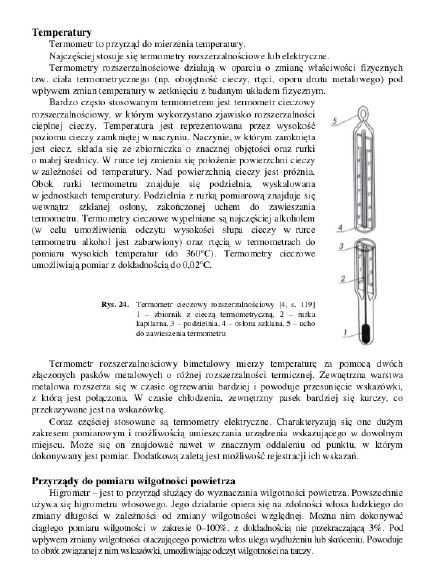 Temperatury
Termometr to przyrząd do mierzenia temperatury.
Najczęściej stosuje się termometry rozszerzalnościowe lub elektryczne.
Termometry rozszerzalnościowe działają w oparciu o zmianę właściwości fizycznych
tzw. ciała termometrycznego (np. objętość cieczy, rtęci, oporu drutu metalowego) pod
wpływem zmian temperatury w zetknięciu z badanym układem fizycznym.
Bardzo często stosowanym termometrem jest termometr cieczowy
rozszerzalnościowy, w którym wykorzystano zjawisko rozszerzalności
cieplnej cieczy. Temperatura jest reprezentowana przez wysokość
poziomu cieczy zamkniętej w naczyniu. Naczynie, w którym zamknięta
jest ciecz, składa się ze zbiorniczka o znacznej objętości oraz rurki
o małej średnicy. W rurce tej zmienia się położenie powierzchni cieczy
w zależności od temperatury. Nad powierzchnią cieczy jest próżnia.
Obok rurki termometru znajduje się podzielnia, wyskalowana
w jednostkach temperatury. Podzielnia z rurką pomiarową znajduje się
wewnątrz szklanej osłony, zakończonej uchem do zawieszania
termometru. Termometry cieczowe wypełniane są najczęściej alkoholem
(w celu umożliwienia odczytu wysokości słupa cieczy w rurce
termometru alkohol jest zabarwiony) oraz rtęcią w termometrach do
pomiaru wysokich temperatur (do 360°C). Termometry cieczowe
umożliwiają pomiar z dokładnością do 0,02°C.
5
4
3
2
1
Rys. 24. Termometr cieczowy rozszerzalnościowy [4, s. 119]
1 – zbiornik z cieczą termometryczną, 2 – rurka
kapilarna, 3 – podzielnia, 4 – osłona szklana, 5 – ucho
do zawieszenia termometru
Termometr rozszerzalnościowy bimetalowy mierzy temperaturę za pomocą dwóch
złączonych pasków metalowych o różnej rozszerzalności termicznej. Zewnętrzna warstwa
metalowa rozszerza się w czasie ogrzewania bardziej i powoduje przesunięcie wskazówki,
z którą jest połączona. W czasie chłodzenia, zewnętrzny pasek bardziej się kurczy, co
przekazywane jest na wskazówkę.
Coraz częściej stosowane są termometry elektryczne. Charakteryzują się one dużym
zakresem pomiarowym i możliwością umieszczania urządzenia wskazującego w dowolnym
miejscu. Może się on znajdować nawet w znacznym oddaleniu od punktu, w którym
dokonywany jest pomiar. Dodatkową zaletą jest możliwość rejestracji ich wskazań.
Przyrządy do pomiaru wilgotności powietrza
Higrometr – jest to przyrząd służący do wyznaczania wilgotności powietrza. Powszechnie
używa się higrometru włosowego. Jego działanie opiera się na zdolności włosa ludzkiego do
zmiany długości w zależności od zmiany wilgotności względnej. Można nim dokonywać
ciągłego pomiaru wilgotności w zakresie 0–100%, z dokładnością nie przekraczającą 3%. Pod
wpływem zmiany wilgotności otaczającego powietrza włos ulega wydłużeniu lub skróceniu. Powoduje
to obrót związanej z nim wskazówki, umożliwiając odczyt wilgotności na tarczy.